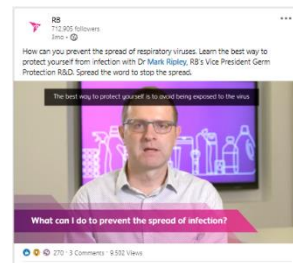 RB
712,905 followers
3mo •
How can you prevent the spread of respiratory viruses. Learn the best way to
protect yourself from infection with Dr Mark Ripley, RB's Vice President Germ
Protection R&D. Spread the word to stop the spread.
The best way to protect yourself is to avoid being exposed to the virus
What can I do to prevent the spread of infection?
270 · 3 Comments · 9,592 Views